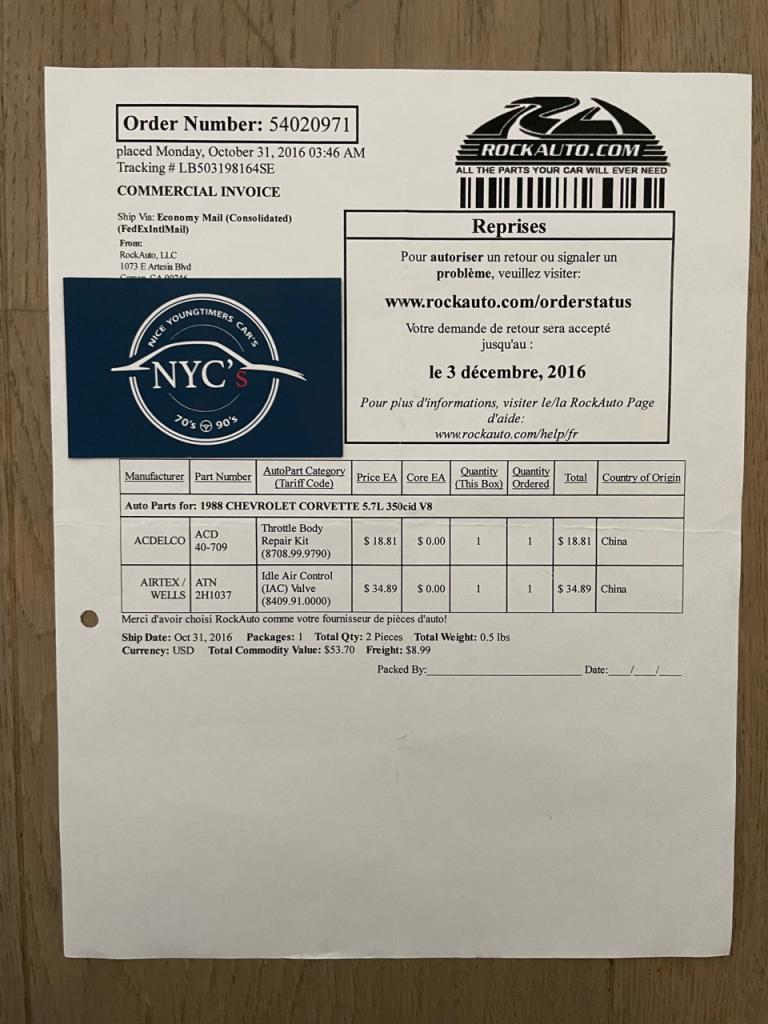 Order Number: 54020971
placed Monday, October 31, 2016 03:46 AM
Tracking # LB503198164SE
COMMERCIAL INVOICE
Ship Via: Economy Mail (Consolidated)
(FedExIntlMail)
From:
RockAuto, LLC
1073 E Artesia Blvd
RA
ROCKAUTO.COM
ALL THE PARTS YOUR CAR WILL EVER NEED
Reprises
Pour autoriser un retour ou signaler un
problème, veuillez visiter:
www.rockauto.com/orderstatus
Votre demande de retour sera accepté
jusqu'au :
le 3 décembre, 2016
Pour plus d'informations, visiter le/la RockAuto Page
d'aide:
www.rockauto.com/help/fr
NICE YOUNGTIMERS CAR'S
NYC's
70's 90's
Manufacturer Part Number AutoPart Category (Tariff Code) Price EA Core EA Quantity (This Box) Quantity Ordered Total Country of Origin
Auto Parts for: 1988 CHEVROLET CORVETTE 5.7L 350cid V8
ACDELCO ACD 40-709 Throttle Body Repair Kit (8708.99.9790) $ 18.81 $ 0.00 1 1 $ 18.81 China
AIRTEX / WELLS ATN 2H1037 Idle Air Control (IAC) Valve (8409.91.0000) $ 34.89 $ 0.00 1 1 $ 34.89 China
Merci d'avoir choisi RockAuto comme votre fournisseur de pièces d'auto!
Ship Date: Oct 31, 2016 Packages: 1 Total Qty: 2 Pieces Total Weight: 0.5 lbs
Currency: USD Total Commodity Value: $53.70 Freight: $8.99
Packed By:____________ Date:___/___/___